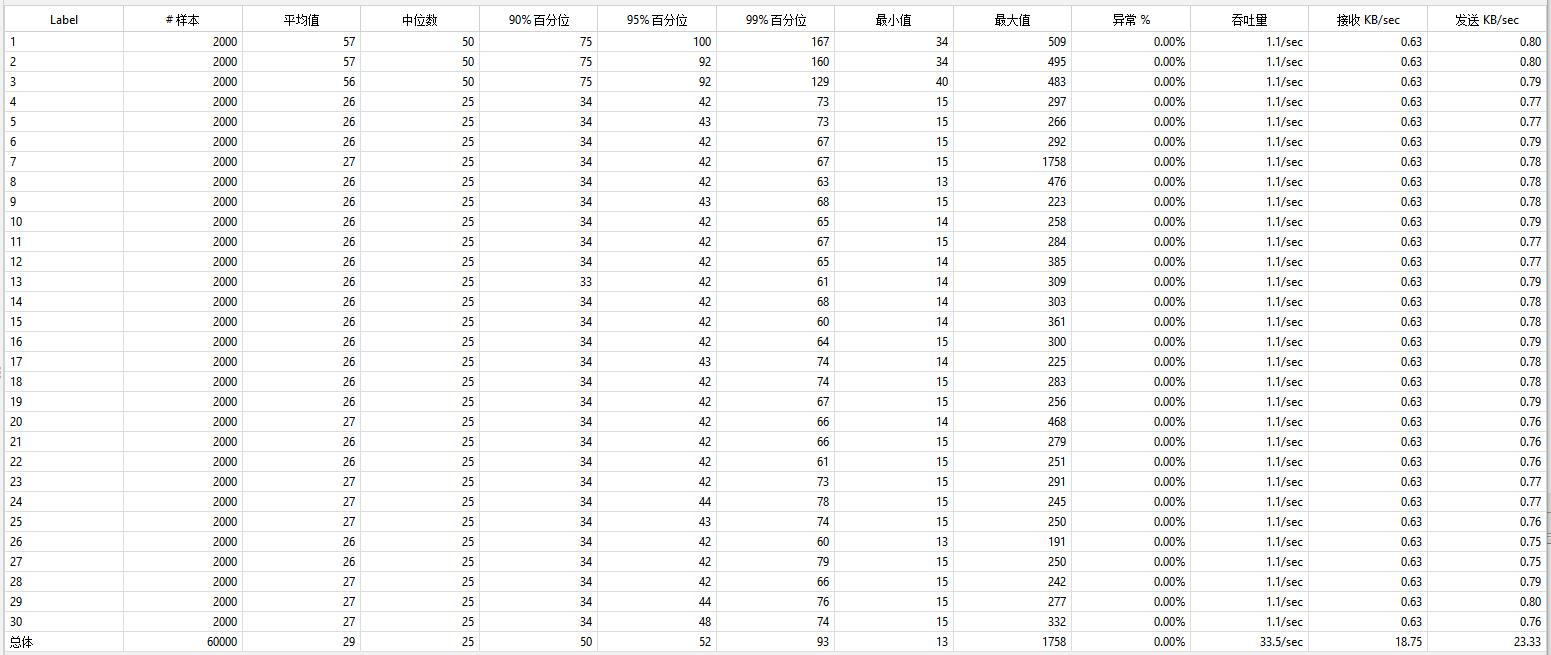 Label # 样本 平均值 中位数 90% 百分位 95% 百分位 99% 百分位 最小值 最大值 异常 % 吞吐量 接收 KB/sec 发送 KB/sec
1 2000 57 50 75 100 167 34 509 0.00% 1.1/sec 0.63 0.80
2 2000 57 50 75 92 160 34 495 0.00% 1.1/sec 0.63 0.80
3 2000 56 50 75 92 129 40 483 0.00% 1.1/sec 0.63 0.79
4 2000 26 25 34 42 73 15 297 0.00% 1.1/sec 0.63 0.77
5 2000 26 25 34 43 73 15 266 0.00% 1.1/sec 0.63 0.77
6 2000 26 25 34 42 67 15 292 0.00% 1.1/sec 0.63 0.79
7 2000 27 25 34 42 67 15 1758 0.00% 1.1/sec 0.63 0.78
8 2000 26 25 34 42 63 13 476 0.00% 1.1/sec 0.63 0.78
9 2000 26 25 34 43 68 15 223 0.00% 1.1/sec 0.63 0.78
10 2000 26 25 34 42 65 14 258 0.00% 1.1/sec 0.63 0.79
11 2000 26 25 34 42 67 15 284 0.00% 1.1/sec 0.63 0.77
12 2000 26 25 34 42 65 14 385 0.00% 1.1/sec 0.63 0.77
13 2000 26 25 33 42 61 14 309 0.00% 1.1/sec 0.63 0.79
14 2000 26 25 34 42 68 14 303 0.00% 1.1/sec 0.63 0.78
15 2000 26 25 34 42 60 14 361 0.00% 1.1/sec 0.63 0.78
16 2000 26 25 34 42 64 15 300 0.00% 1.1/sec 0.63 0.79
17 2000 26 25 34 43 74 14 225 0.00% 1.1/sec 0.63 0.78
18 2000 26 25 34 42 74 15 283 0.00% 1.1/sec 0.63 0.78
19 2000 26 25 34 42 67 15 256 0.00% 1.1/sec 0.63 0.79
20 2000 27 25 34 42 66 14 468 0.00% 1.1/sec 0.63 0.76
21 2000 26 25 34 42 66 15 279 0.00% 1.1/sec 0.63 0.76
22 2000 26 25 34 42 61 15 251 0.00% 1.1/sec 0.63 0.76
23 2000 27 25 34 42 73 15 291 0.00% 1.1/sec 0.63 0.77
24 2000 27 25 34 44 78 15 245 0.00% 1.1/sec 0.63 0.77
25 2000 27 25 34 43 74 15 250 0.00% 1.1/sec 0.63 0.76
26 2000 26 25 34 42 60 13 191 0.00% 1.1/sec 0.63 0.75
27 2000 26 25 34 42 79 15 250 0.00% 1.1/sec 0.63 0.75
28 2000 27 25 34 42 66 15 242 0.00% 1.1/sec 0.63 0.79
29 2000 27 25 34 44 76 15 277 0.00% 1.1/sec 0.63 0.80
30 2000 27 25 34 48 74 15 332 0.00% 1.1/sec 0.63 0.76
总体 60000 29 25 50 52 93 13 1758 0.00% 33.5/sec 18.75 23.33